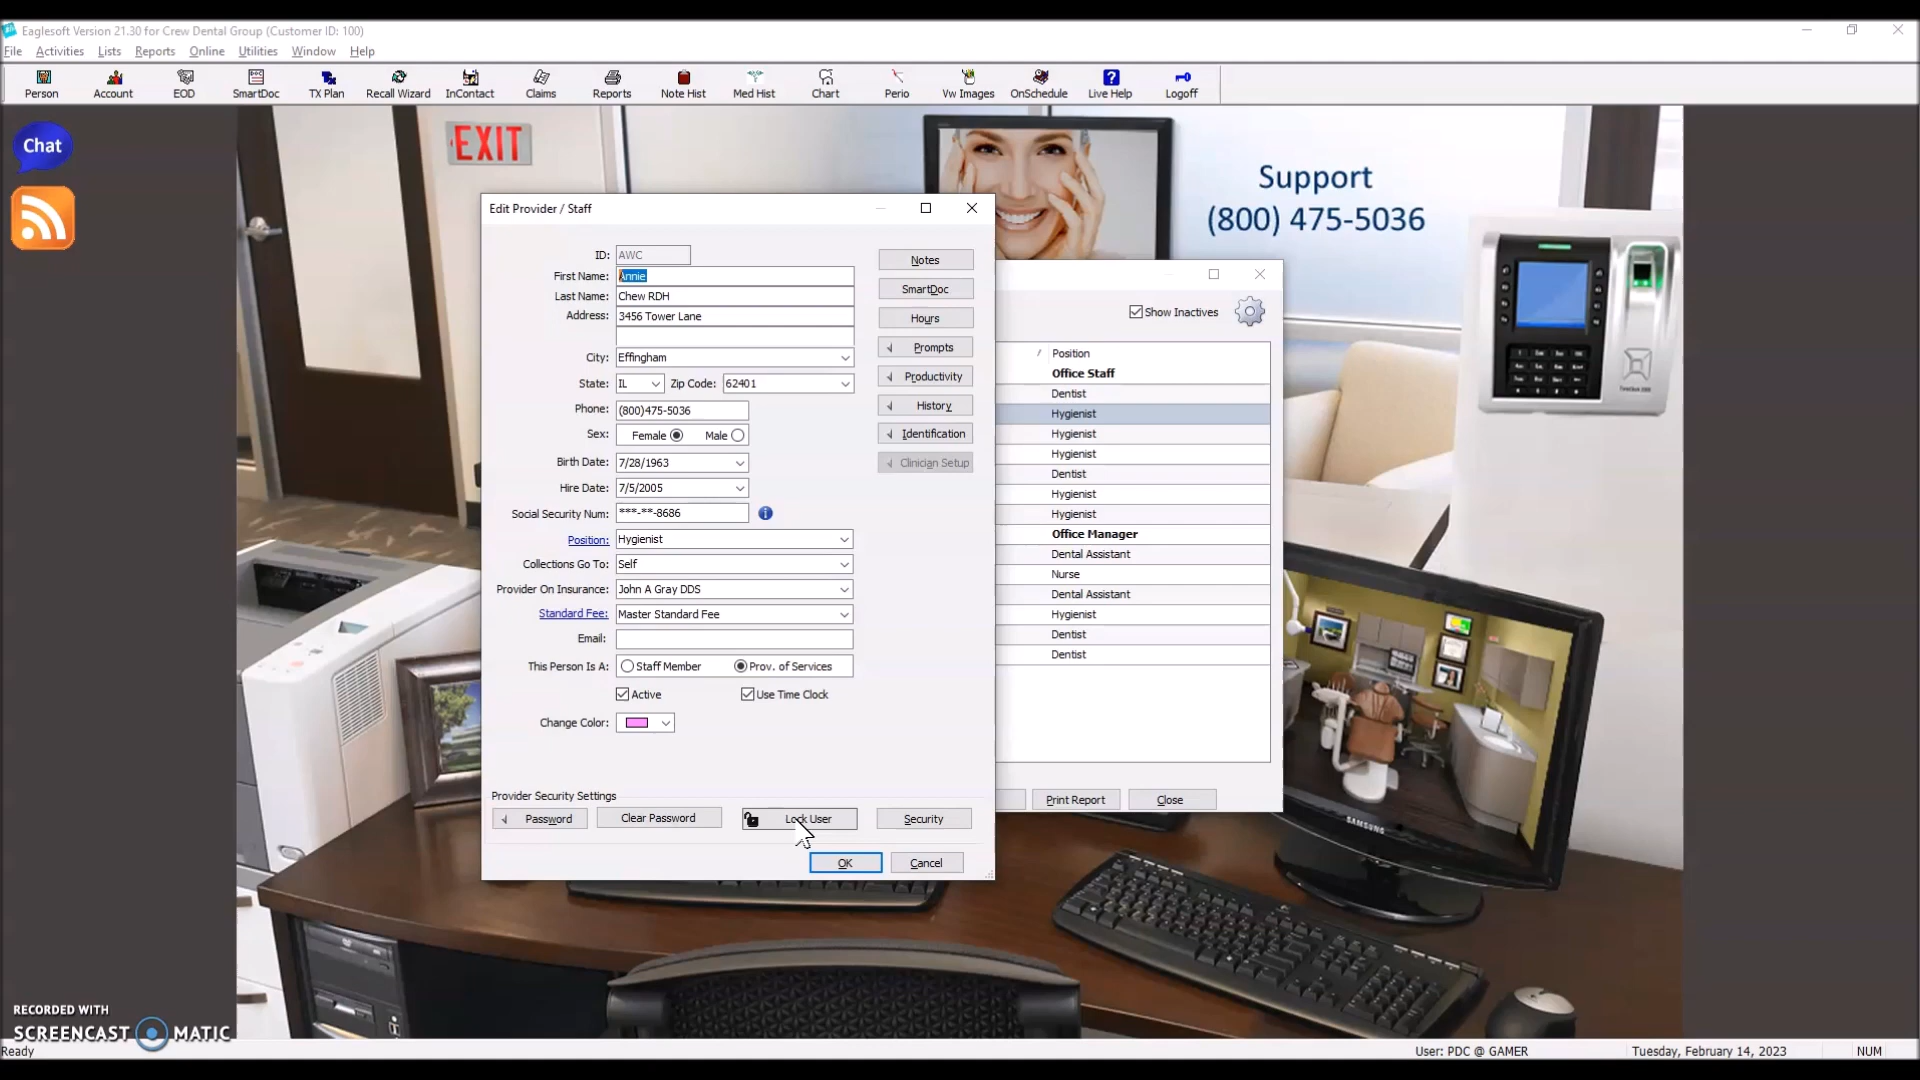 Eaglesoft Version 21.30 for Crew Dental Group (Customer ID: 100)
File Activities Lists Reports Online Utilities Window Help
Person Account EOD SmartDoc TX Plan Recall Wizard InContact Claims Reports Note Hist Med Hist Chart Perio Vw Images OnSchedule Live Help Logoff
Chat
EXIT
Support
(800) 475-5036
Edit Provider / Staff
ID: AWC
First Name: Annie
Last Name: Chew RDH
Address: 3456 Tower Lane
City: Effingham
State: IL Zip Code: 62401
Phone: (800)475-5036
Sex: Female Male
Birth Date: 7/28/1963
Hire Date: 7/5/2005
Social Security Num: ***-**-8686
Position: Hygienist
Collections Go To: Self
Provider On Insurance: John A Gray DDS
Standard Fee: Master Standard Fee
Email:
This Person Is A: Staff Member Prov. of Services
Active Use Time Clock
Change Color:
Notes
SmartDoc
Hours
Prompts
Productivity
History
Identification
Clinician Setup
Provider Security Settings
Password Clear Password Lock User Security
OK Cancel
Show Inactives
Position
Office Staff
Dentist
Hygienist
Hygienist
Hygienist
Dentist
Hygienist
Hygienist
Office Manager
Dental Assistant
Nurse
Dental Assistant
Hygienist
Dentist
Dentist
Print Report Close
SAMSUNG
RECORDED WITH
SCREENCAST MATIC
Ready
User: PDC @ GAMER Tuesday, February 14, 2023 NUM